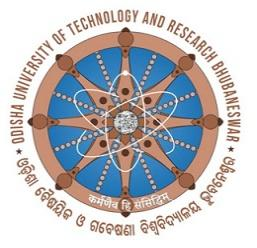 ODISHA UNIVERSITY OF TECHNOLOGY AND RESEARCH BHUBANESWAR
कर्मणैव हि संसिद्धिम्
ଓଡ଼ିଶା ବୈଷୟିକ ଓ ଗବେଷଣା ବିଶ୍ୱବିଦ୍ୟାଳୟ ଭୁବନେଶ୍ୱର